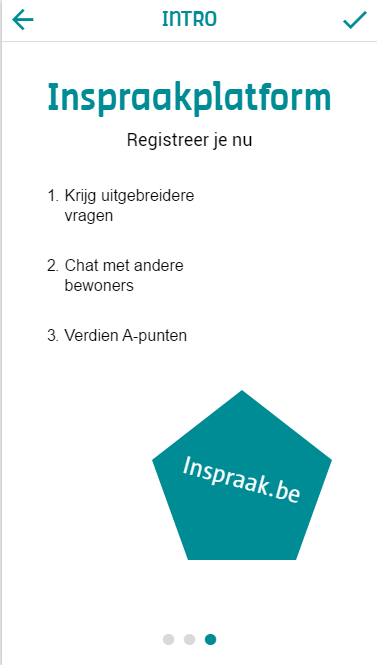 INTRO
Inspraakplatform
Registreer je nu
1. Krijg uitgebreidere
vragen
2. Chat met andere
bewoners
3. Verdien A-punten
Inspraak.be